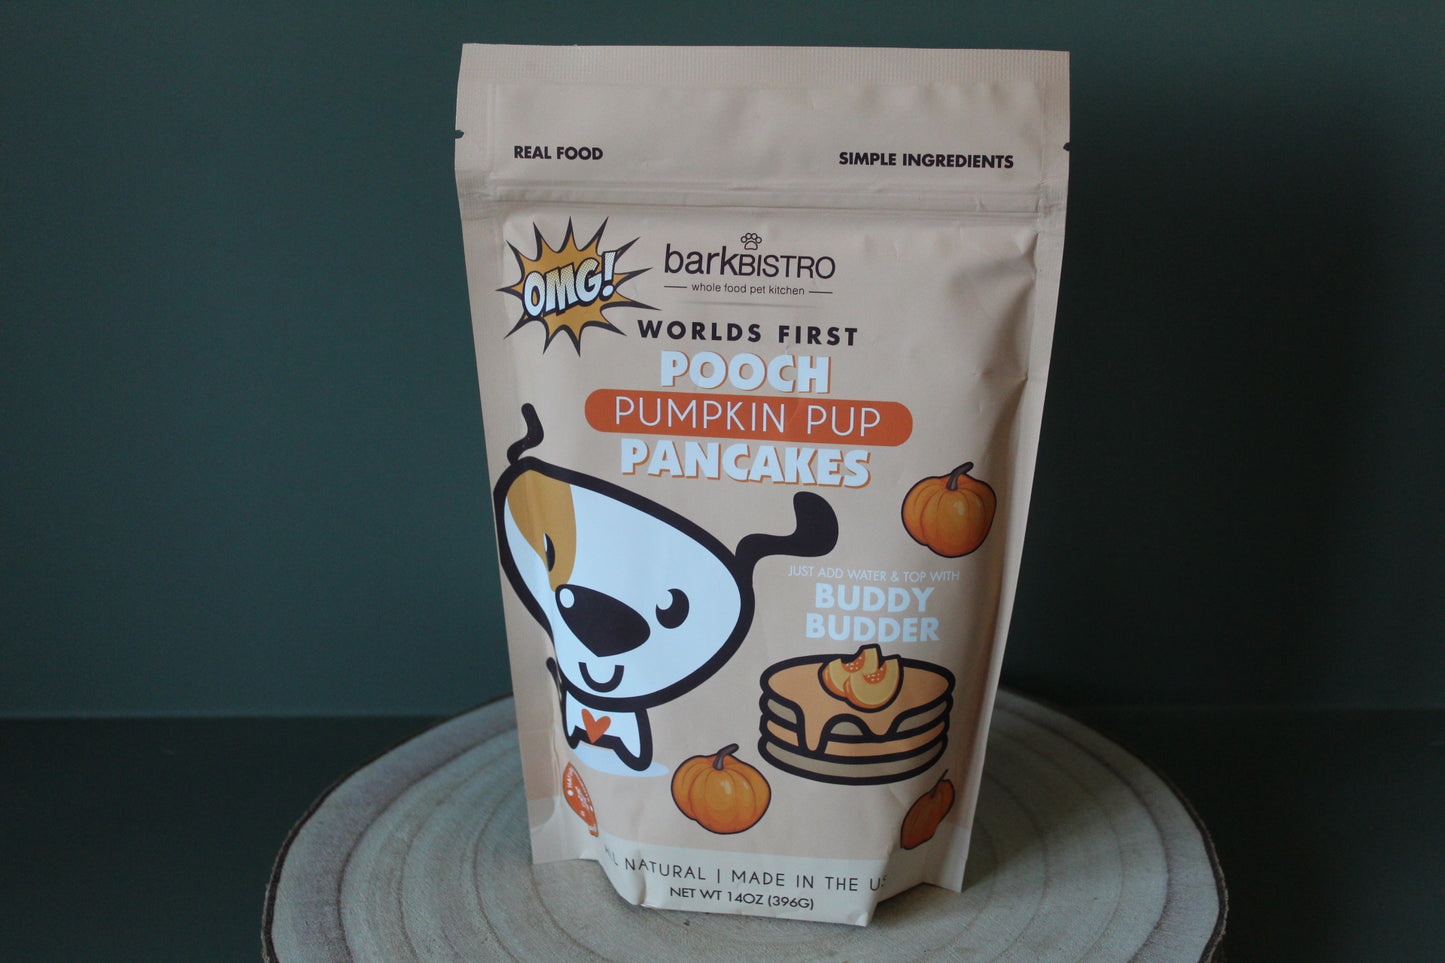 REAL FOOD
SIMPLE INGREDIENTS
OMG!
barkBISTRO
whole food pet kitchen
WORLDS FIRST
POOCH
PUMPKIN PUP
PANCAKES
JUST ADD WATER & TOP WITH
BUDDY
BUDDER
NATURAL | MADE IN THE
NET WT 14OZ (396G)